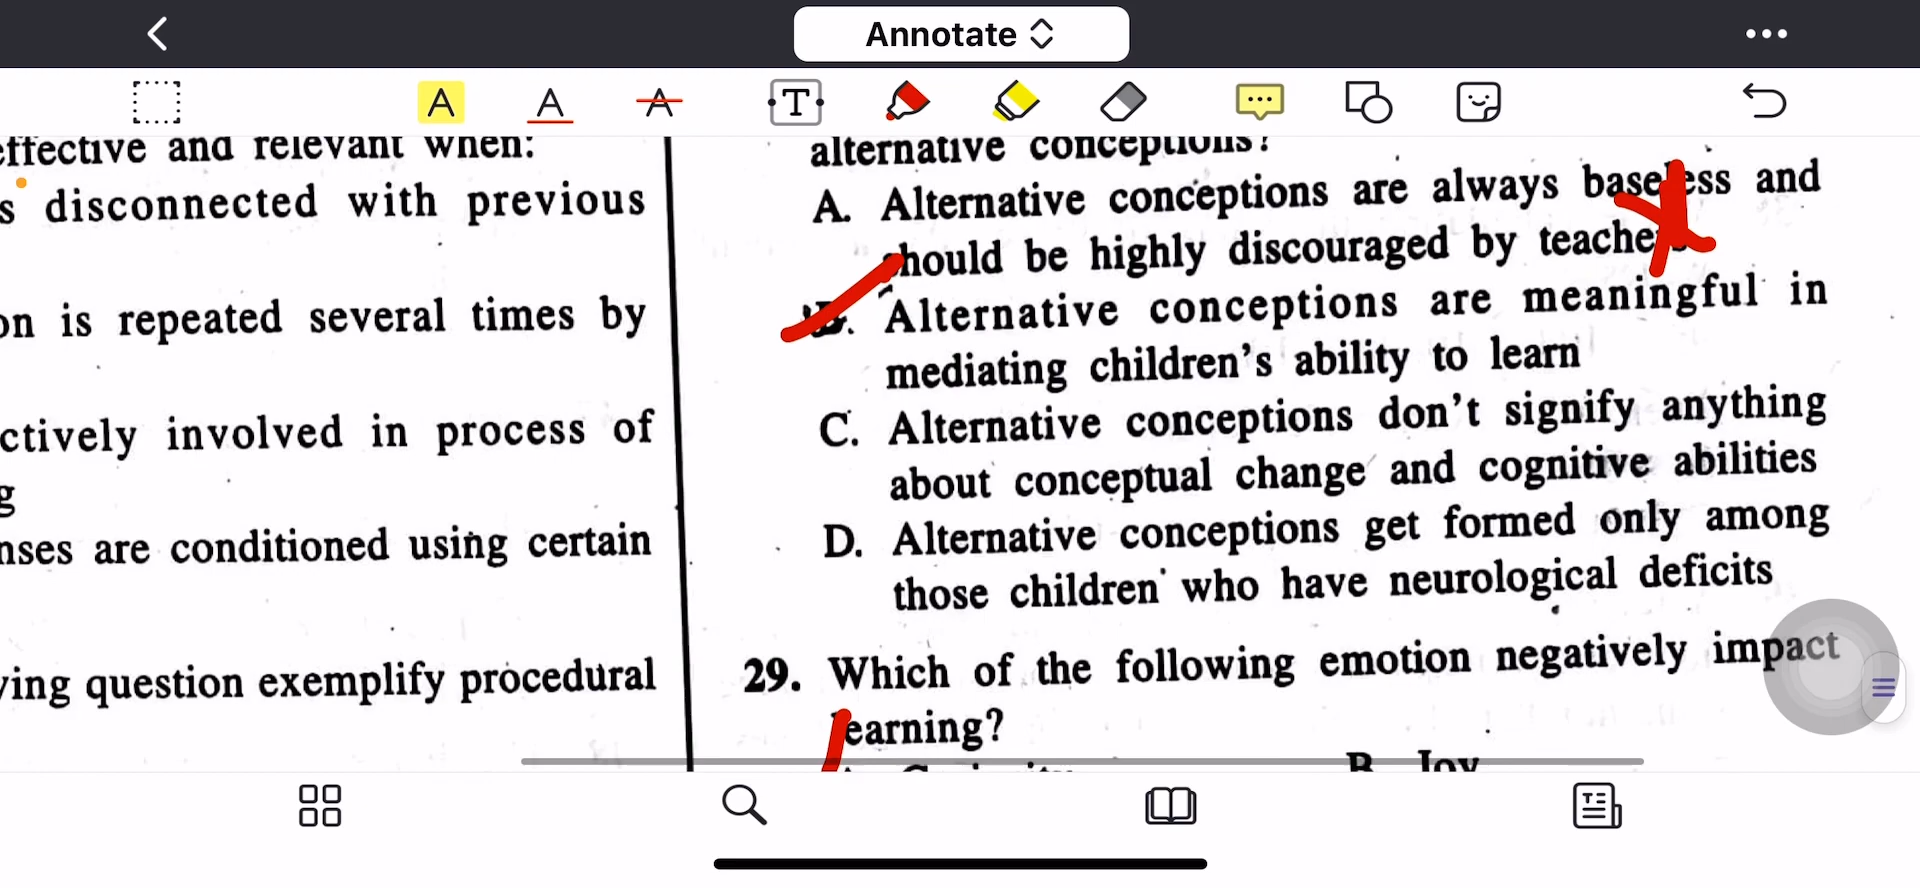 Annotate
effective and relevant when:
s disconnected with previous
on is repeated several times by
ctively involved in process of
g
nses are conditioned using certain
ying question exemplify procedural
alternative conceptions?
A. Alternative conceptions are always baseless and
should be highly discouraged by teachers
B. Alternative conceptions are meaningful in
mediating children's ability to learn
C. Alternative conceptions don't signify anything
about conceptual change and cognitive abilities
D. Alternative conceptions get formed only among
those children who have neurological deficits
29. Which of the following emotion negatively impact
learning?
B. Joy